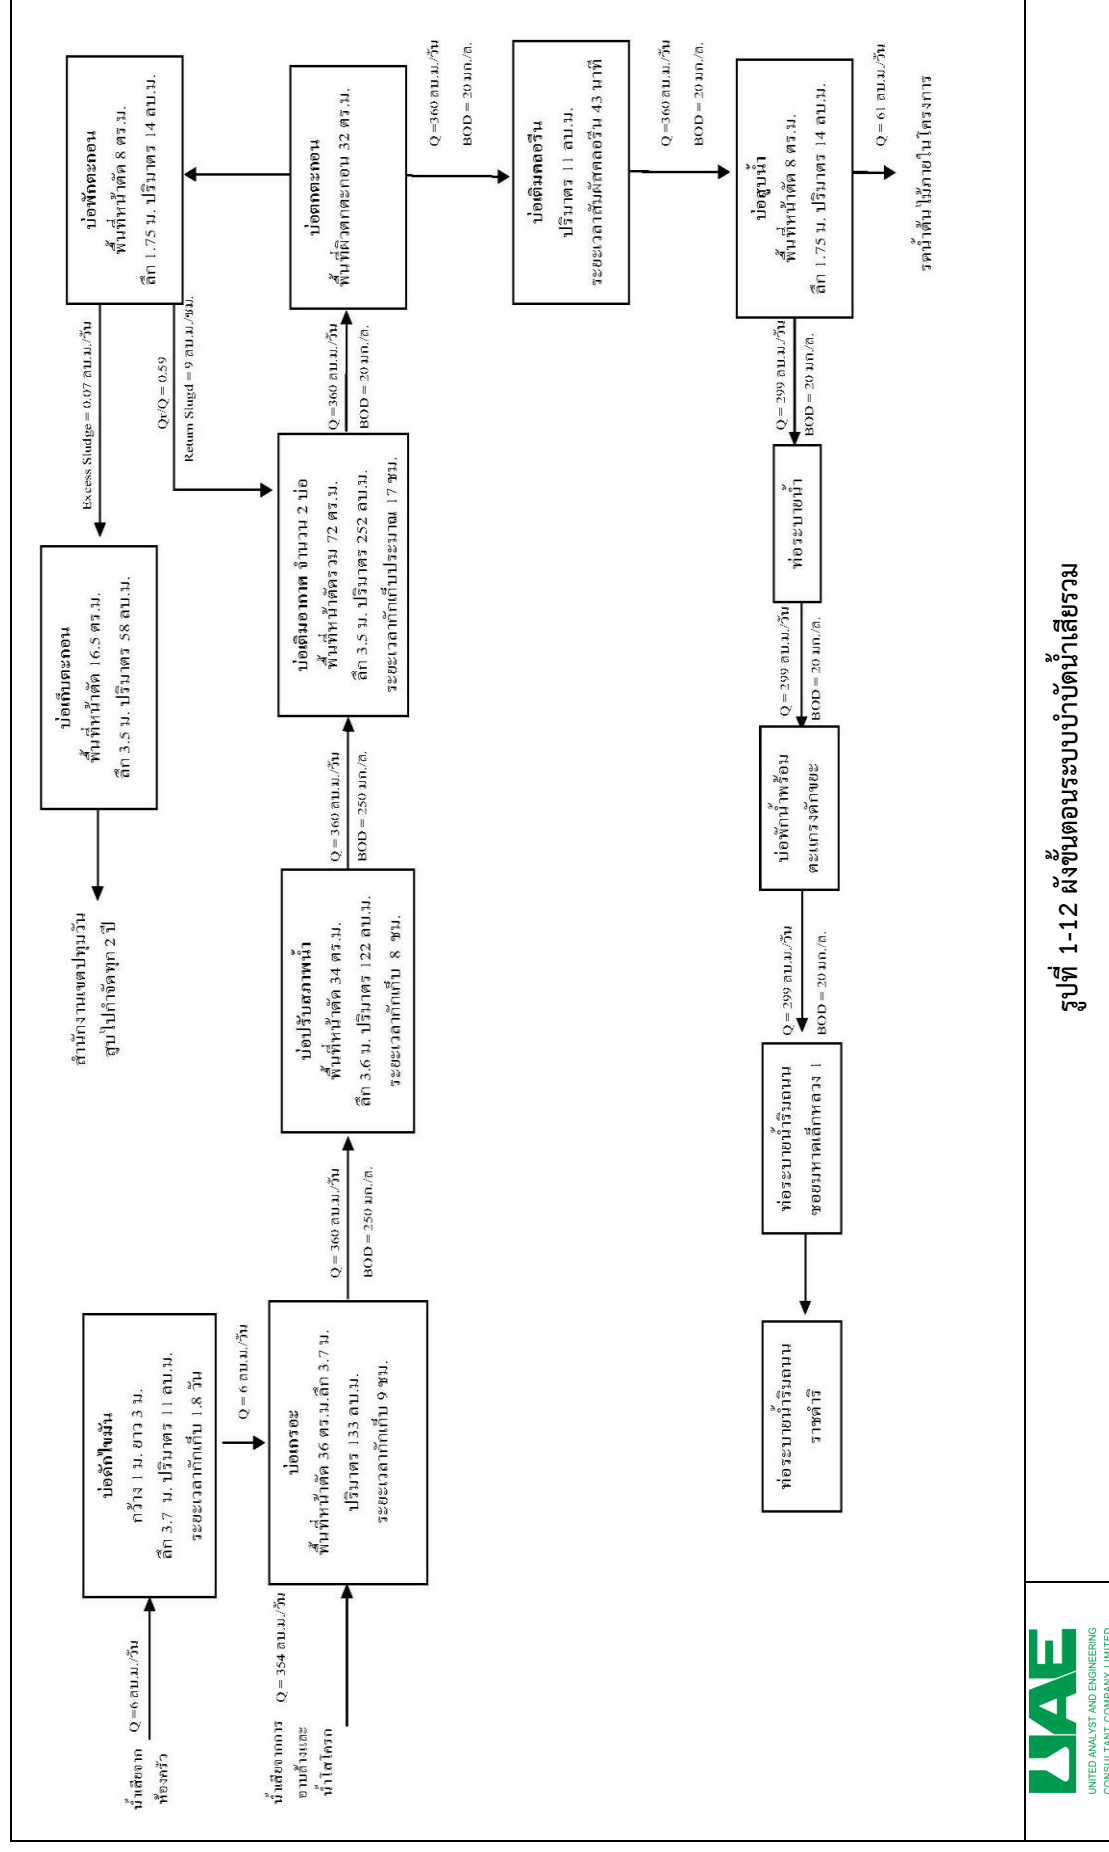 น้ำเสียจาก
ห้องครัว
Q =6 ลบ.ม./วัน
บ่อดักไขมัน
กว้าง 1 ม. ยาว 3 ม.
ลึก 3.7 ม. ปริมาตร 11 ลบ.ม.
ระยะเวลากักเก็บ 1.8 วัน
Q = 6 ลบ.ม./วัน
น้ำเสียจากการ
อาบล้างและ
น้ำโสโครก
Q = 354 ลบ.ม./วัน
บ่อเกรอะ
พื้นที่หน้าตัด 36 ตร.ม.ลึก 3.7 ม.
ปริมาตร 133 ลบ.ม.
ระยะเวลากักเก็บ 9 ชม.
Q = 360 ลบ.ม./วัน
BOD = 250 มก./ล.
บ่อปรับสภาพน้ำ
พื้นที่หน้าตัด 34 ตร.ม.
ลึก 3.6 ม. ปริมาตร 122 ลบ.ม.
ระยะเวลากักเก็บ 8 ชม.
Q = 360 ลบ.ม./วัน
BOD = 250 มก./ล.
บ่อเติมอากาศ จำนวน 2 บ่อ
พื้นที่หน้าตัดรวม 72 ตร.ม.
ลึก 3.5 ม. ปริมาตร 252 ลบ.ม.
ระยะเวลากักเก็บประมาณ 17 ชม.
Q =360 ลบ.ม./วัน
BOD = 20 มก./ล.
บ่อตกตะกอน
พื้นที่ผิวตกตะกอน 32 ตร.ม.
บ่อพักตะกอน
พื้นที่หน้าตัด 8 ตร.ม.
ลึก 1.75 ม. ปริมาตร 14 ลบ.ม.
Qr/Q = 0.59
Return Slugd = 9 ลบ.ม./ชม.
Excess Sludge = 0.07 ลบ.ม./วัน
บ่อเก็บตะกอน
พื้นที่หน้าตัด 16.5 ตร.ม.
ลึก 3.5 ม. ปริมาตร 58 ลบ.ม.
สำนักงานเขตปทุมวัน
สูบไปกำจัดทุก 2 ปี
Q =360 ลบ.ม./วัน
BOD = 20 มก./ล.
บ่อเติมคลอรีน
ปริมาตร 11 ลบ.ม.
ระยะเวลาสัมผัสคลอรีน 43 นาที
Q =360 ลบ.ม./วัน
BOD = 20 มก./ล.
บ่อสูบน้ำ
พื้นที่หน้าตัด 8 ตร.ม.
ลึก 1.75 ม. ปริมาตร 14 ลบ.ม.
Q = 61 ลบ.ม./วัน
รดน้ำต้นไม้ภายในโครงการ
Q = 299 ลบ.ม./วัน
BOD = 20 มก./ล.
ท่อระบายน้ำ
Q = 299 ลบ.ม./วัน
BOD = 20 มก./ล.
บ่อพักน้ำพร้อม
ตะแกรงดักขยะ
Q = 299 ลบ.ม./วัน
BOD = 20 มก./ล.
ท่อระบายน้ำริมถนน
ซอยมหาดเล็กหลวง 1
ท่อระบายน้ำริมถนน
ราชดำริ
รูปที่ 1-12 ผังขั้นตอนระบบบำบัดน้ำเสียรวม
UAE
UNITED ANALYST AND ENGINEERING
CONSULTANT COMPANY LIMITED